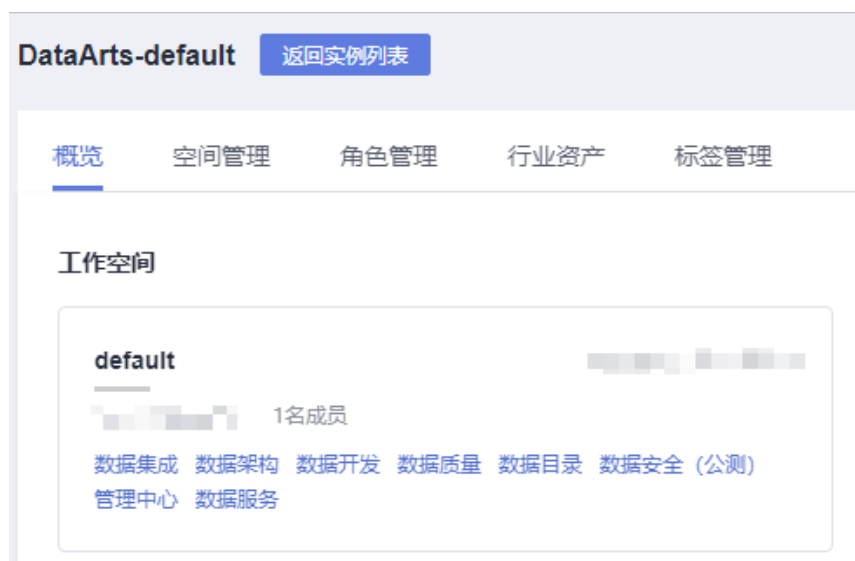 DataArts-default 返回实例列表
概览 空间管理 角色管理 行业资产 标签管理
工作空间
default
1名成员
数据集成 数据架构 数据开发 数据质量 数据目录 数据安全 (公测)
管理中心 数据服务